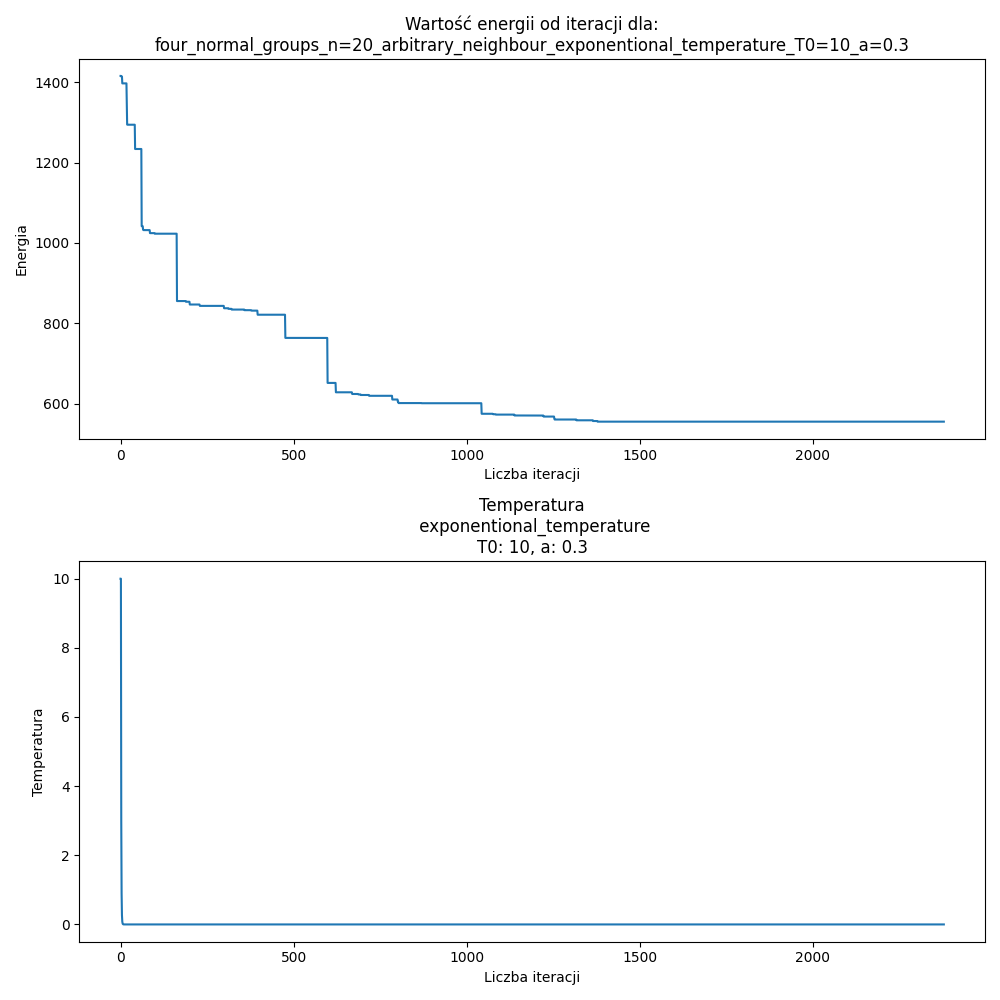 Wartość energii od iteracji dla:
four_normal_groups_n=20_arbitrary_neighbour_exponentional_temperature_T0=10_a=0.3
1400
1200
1000
800
600
Energia
0 500 1000 1500 2000
Liczba iteracji
Temperatura
exponentional_temperature
T0: 10, a: 0.3
10
8
6
4
2
0
Temperatura
0 500 1000 1500 2000
Liczba iteracji